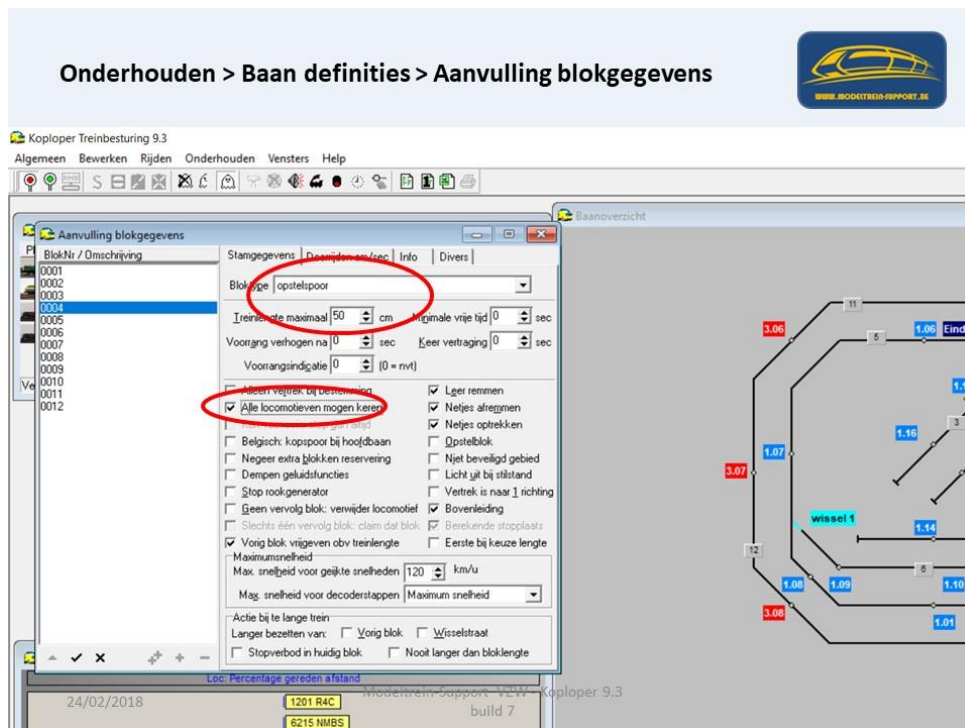 Onderhouden > Baan definities > Aanvulling blokgegevens
WWW.MODELTREIN-SUPPORT.BE
Koploper Treinbesturing 9.3
Algemeen Bewerken Rijden Onderhouden Vensters Help
Baanoverzicht
Aanvulling blokgegevens
BlokNr / Omschrijving
0001
0002
0003
0004
0005
0006
0007
0008
0009
0010
0011
0012
Stamgegevens Doorrijden cm/sec Info Divers
Bloktype opstelspoor
Treinlengte maximaal 50 cm Minimale vrije tijd 0 sec
Voorrang verhogen na 0 sec Keer vertraging 0 sec
Voorrangsindicatie 0 (0 = nvt)
Alleen vertrek bij bestemming
Leer remmen
Alle locomotieven mogen keren
Netjes afremmen
Netjes optrekken
Belgisch: kopspoor bij hoofdbaan
Opstelblok
Negeer extra blokken reservering
Niet beveiligd gebied
Dempen geluidsfuncties
Licht uit bij stilstand
Stop rookgenerator
Vertrek is naar 1 richting
Geen vervolg blok: verwijder locomotief
Bovenleiding
Slechts één vervolg blok: claim dat blok
Berekende stopplaats
Vorig blok vrijgeven obv treinlengte
Eerste bij keuze lengte
Maximumsnelheid
Max. snelheid voor geijkte snelheden 120 km/u
Max. snelheid voor decoderstappen Maximum snelheid
Actie bij te lange trein
Langer bezetten van: Vorig blok Wisselstraat
Stopverbod in huidig blok Nooit langer dan bloklengte
Loc: Percentage gereden afstand
1201 R4C
6215 NMBS
24/02/2018
Modeltrein-Support VZW - Koploper 9.3
build 7
11
3.06
5
1.06
Eind
3
1.16
1.07
3.07
wissel 1
1.14
12
6
1.08
1.09
1.10
3.08
1.01